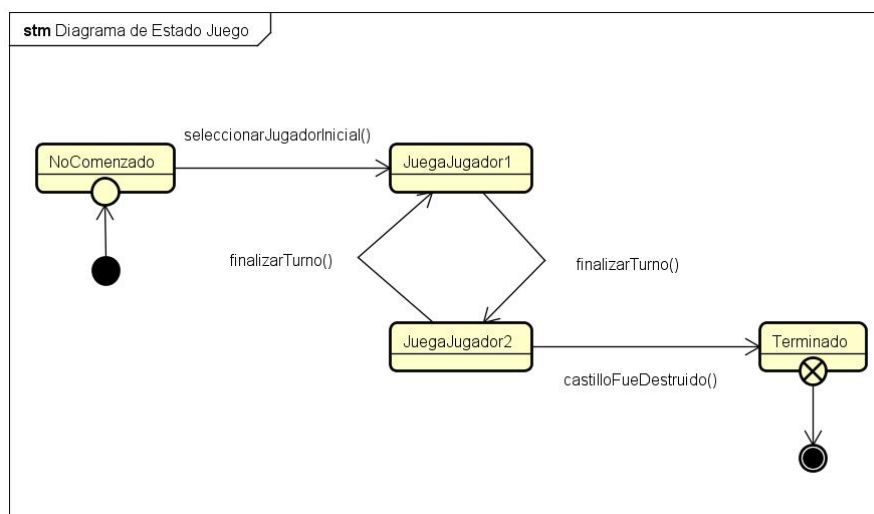 stm Diagrama de Estado Juego
seleccionarJugadorInicial()
NoComenzado
JuegaJugador1
finalizarTurno()
finalizarTurno()
JuegaJugador2
Terminado
castilloFueDestruido()